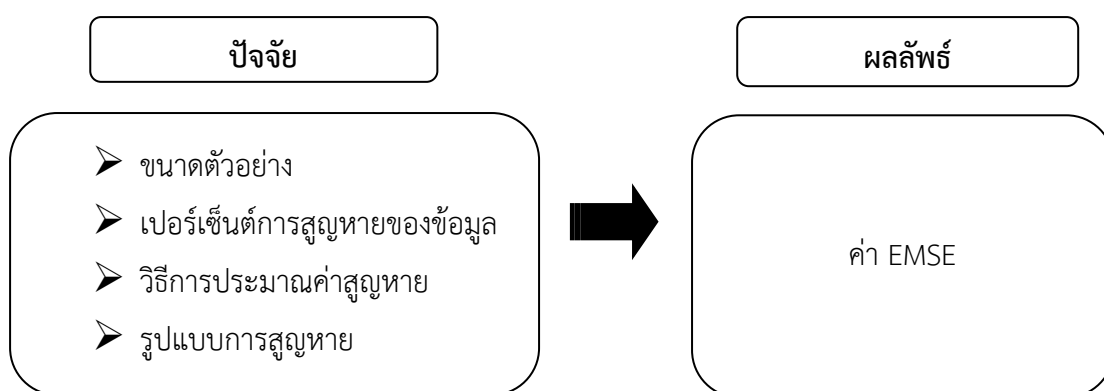 ปัจจัย
ผลลัพธ์
ขนาดตัวอย่าง
เปอร์เซ็นต์การสูญหายของข้อมูล
วิธีการประมาณค่าสูญหาย
รูปแบบการสูญหาย
ค่า EMSE